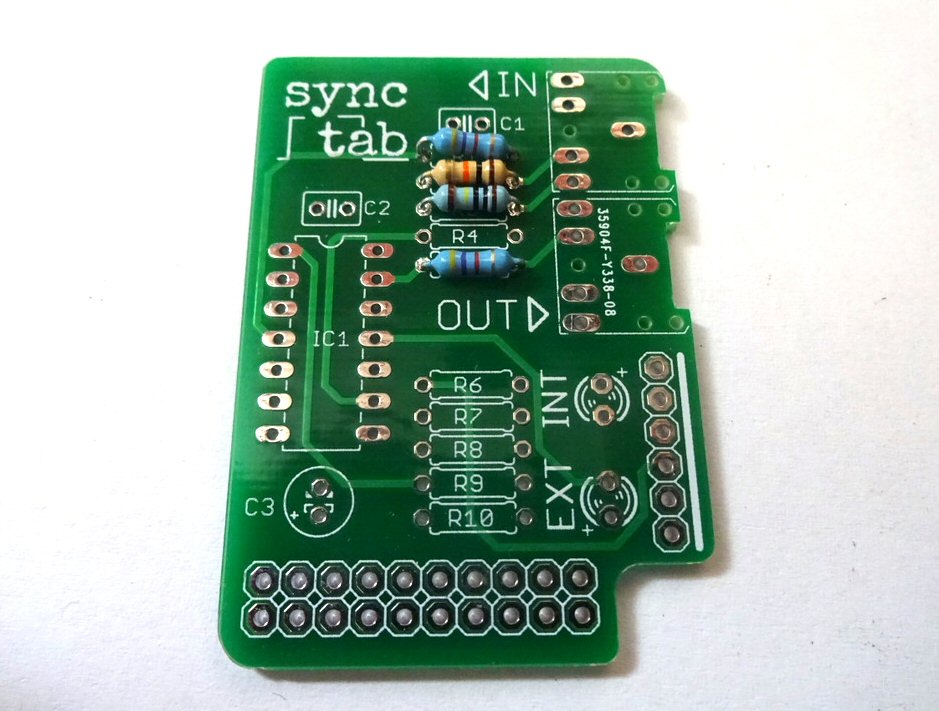 sync
tab
IN
C1
C2
R4
35904F-Y338-08
OUT
IC1
R6
R7
R8
R9
R10
INT
EXT
C3
+
+
+